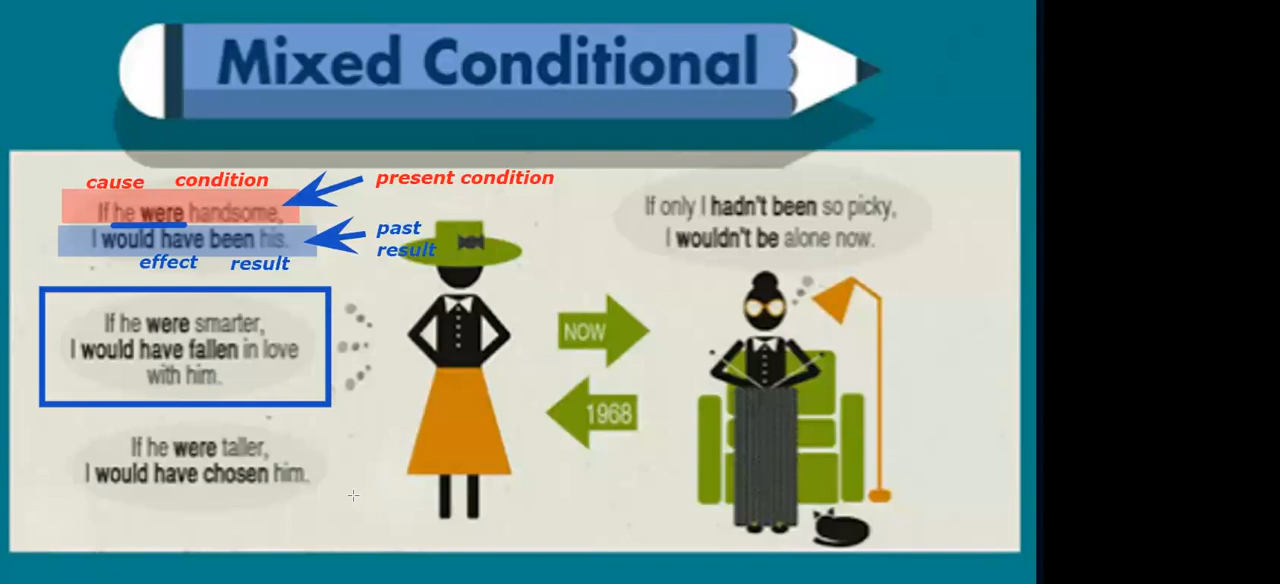 Mixed Conditional
cause condition
present condition
If he were handsome,
I would have been his.
past
result
effect result
If he were smarter,
I would have fallen in love
with him.
If he were taller,
I would have chosen him.
NOW
1968
If only I hadn't been so picky,
I wouldn't be alone now.